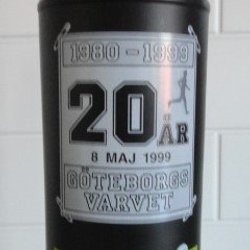 1980 - 1999
20 ÅR
8 MAJ 1999
GÖTEBORGS
VARVET